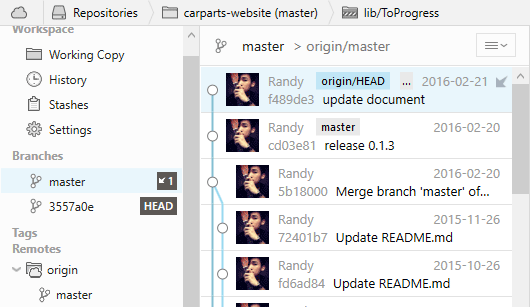 Repositories carparts-website (master) lib/ToProgress
Workspace
Working Copy
History
Stashes
Settings
Branches
master 1
3557a0e HEAD
Tags
Remotes
origin
master
master > origin/master
Randy origin/HEAD ... 2016-02-21
f489de3 update document
Randy master 2016-02-20
cd03e81 release 0.1.3
Randy 2016-02-20
5b18000 Merge branch 'master' of...
Randy 2015-11-26
72401b7 Update README.md
Randy 2015-10-26
fd6ad84 Update README.md